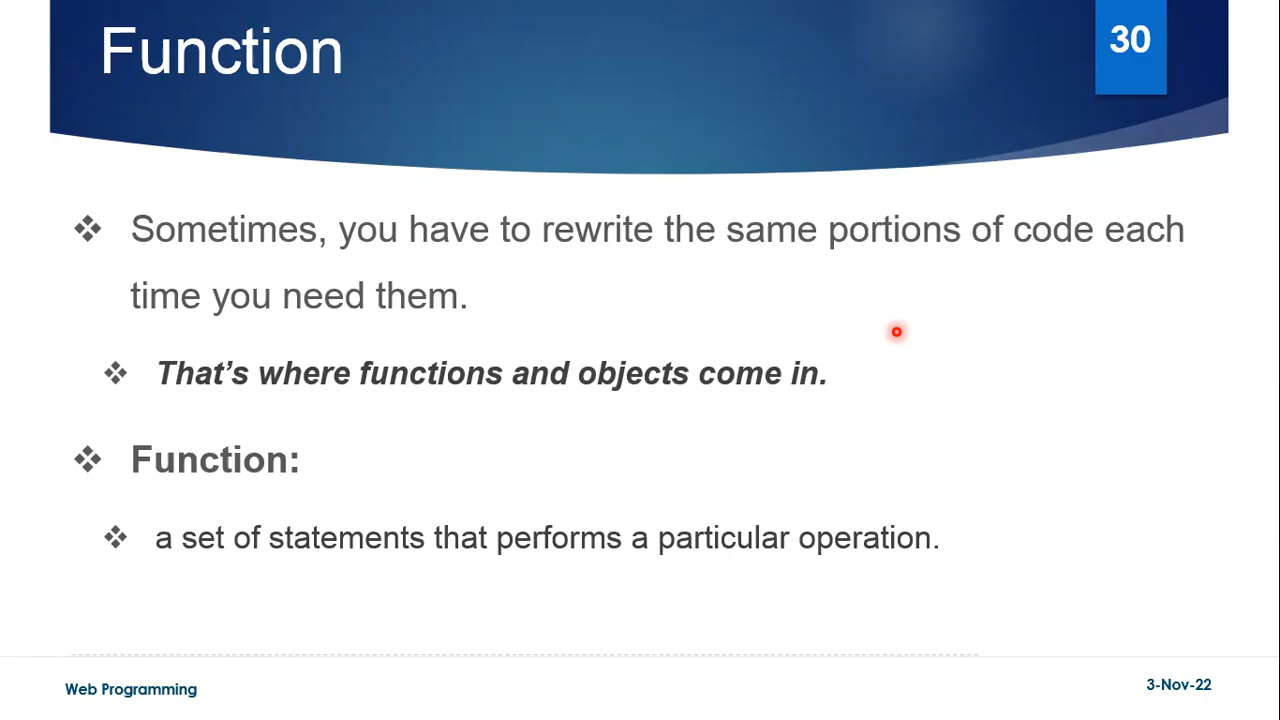 Function
30
❖ Sometimes, you have to rewrite the same portions of code each
time you need them.
❖ That’s where functions and objects come in.
❖ Function:
❖ a set of statements that performs a particular operation.
Web Programming
3-Nov-22